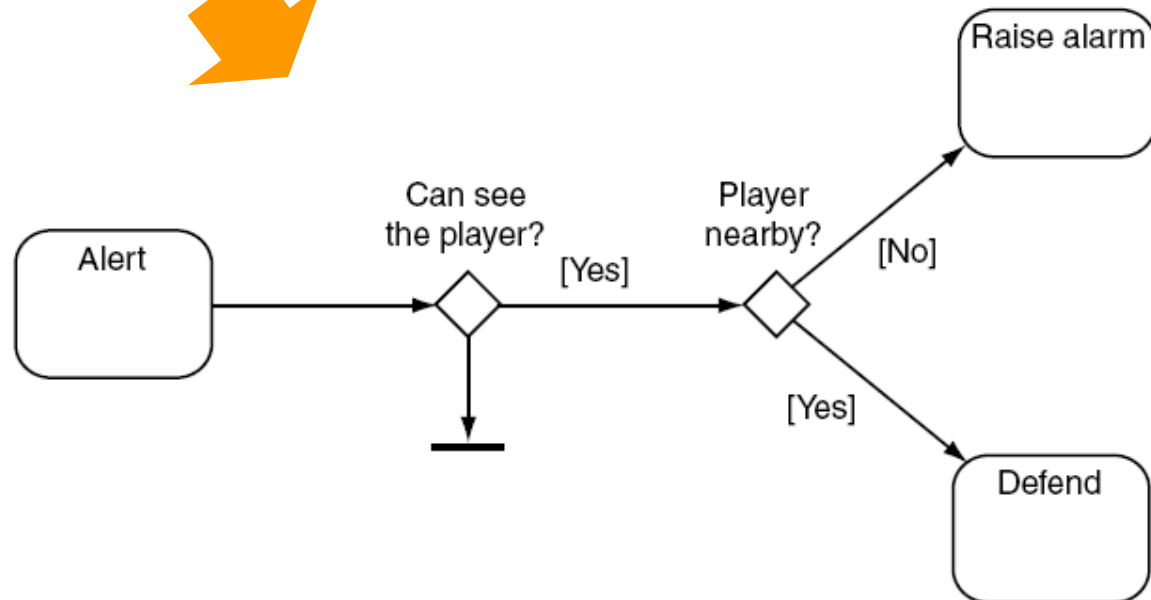 Raise alarm
Can see
the player?
Player
nearby?
[No]
Alert
[Yes]
[Yes]
Defend